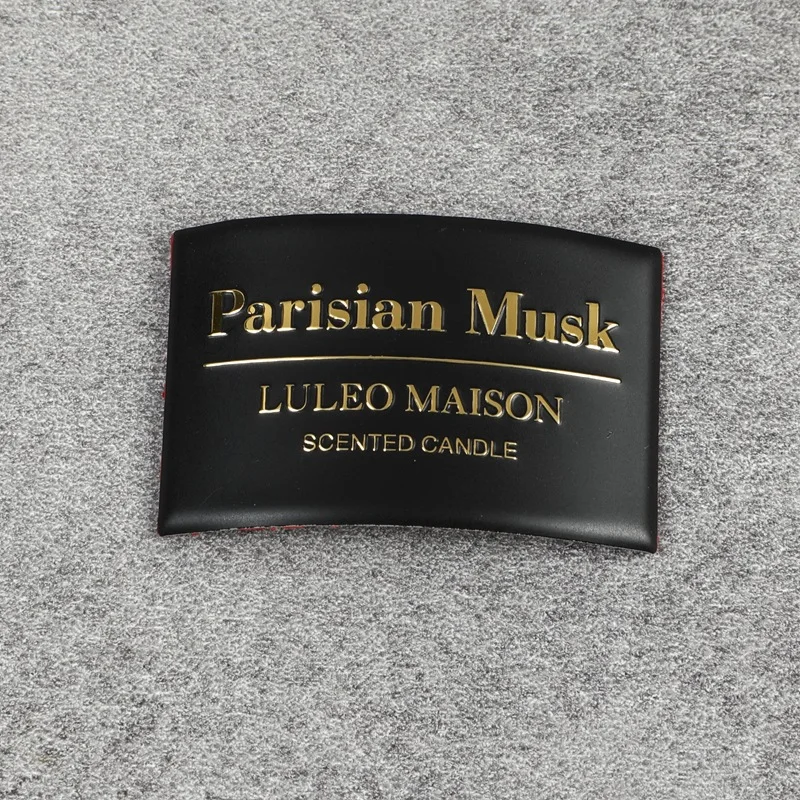 Parisian Musk
LULEO MAISON
SCENTED CANDLE